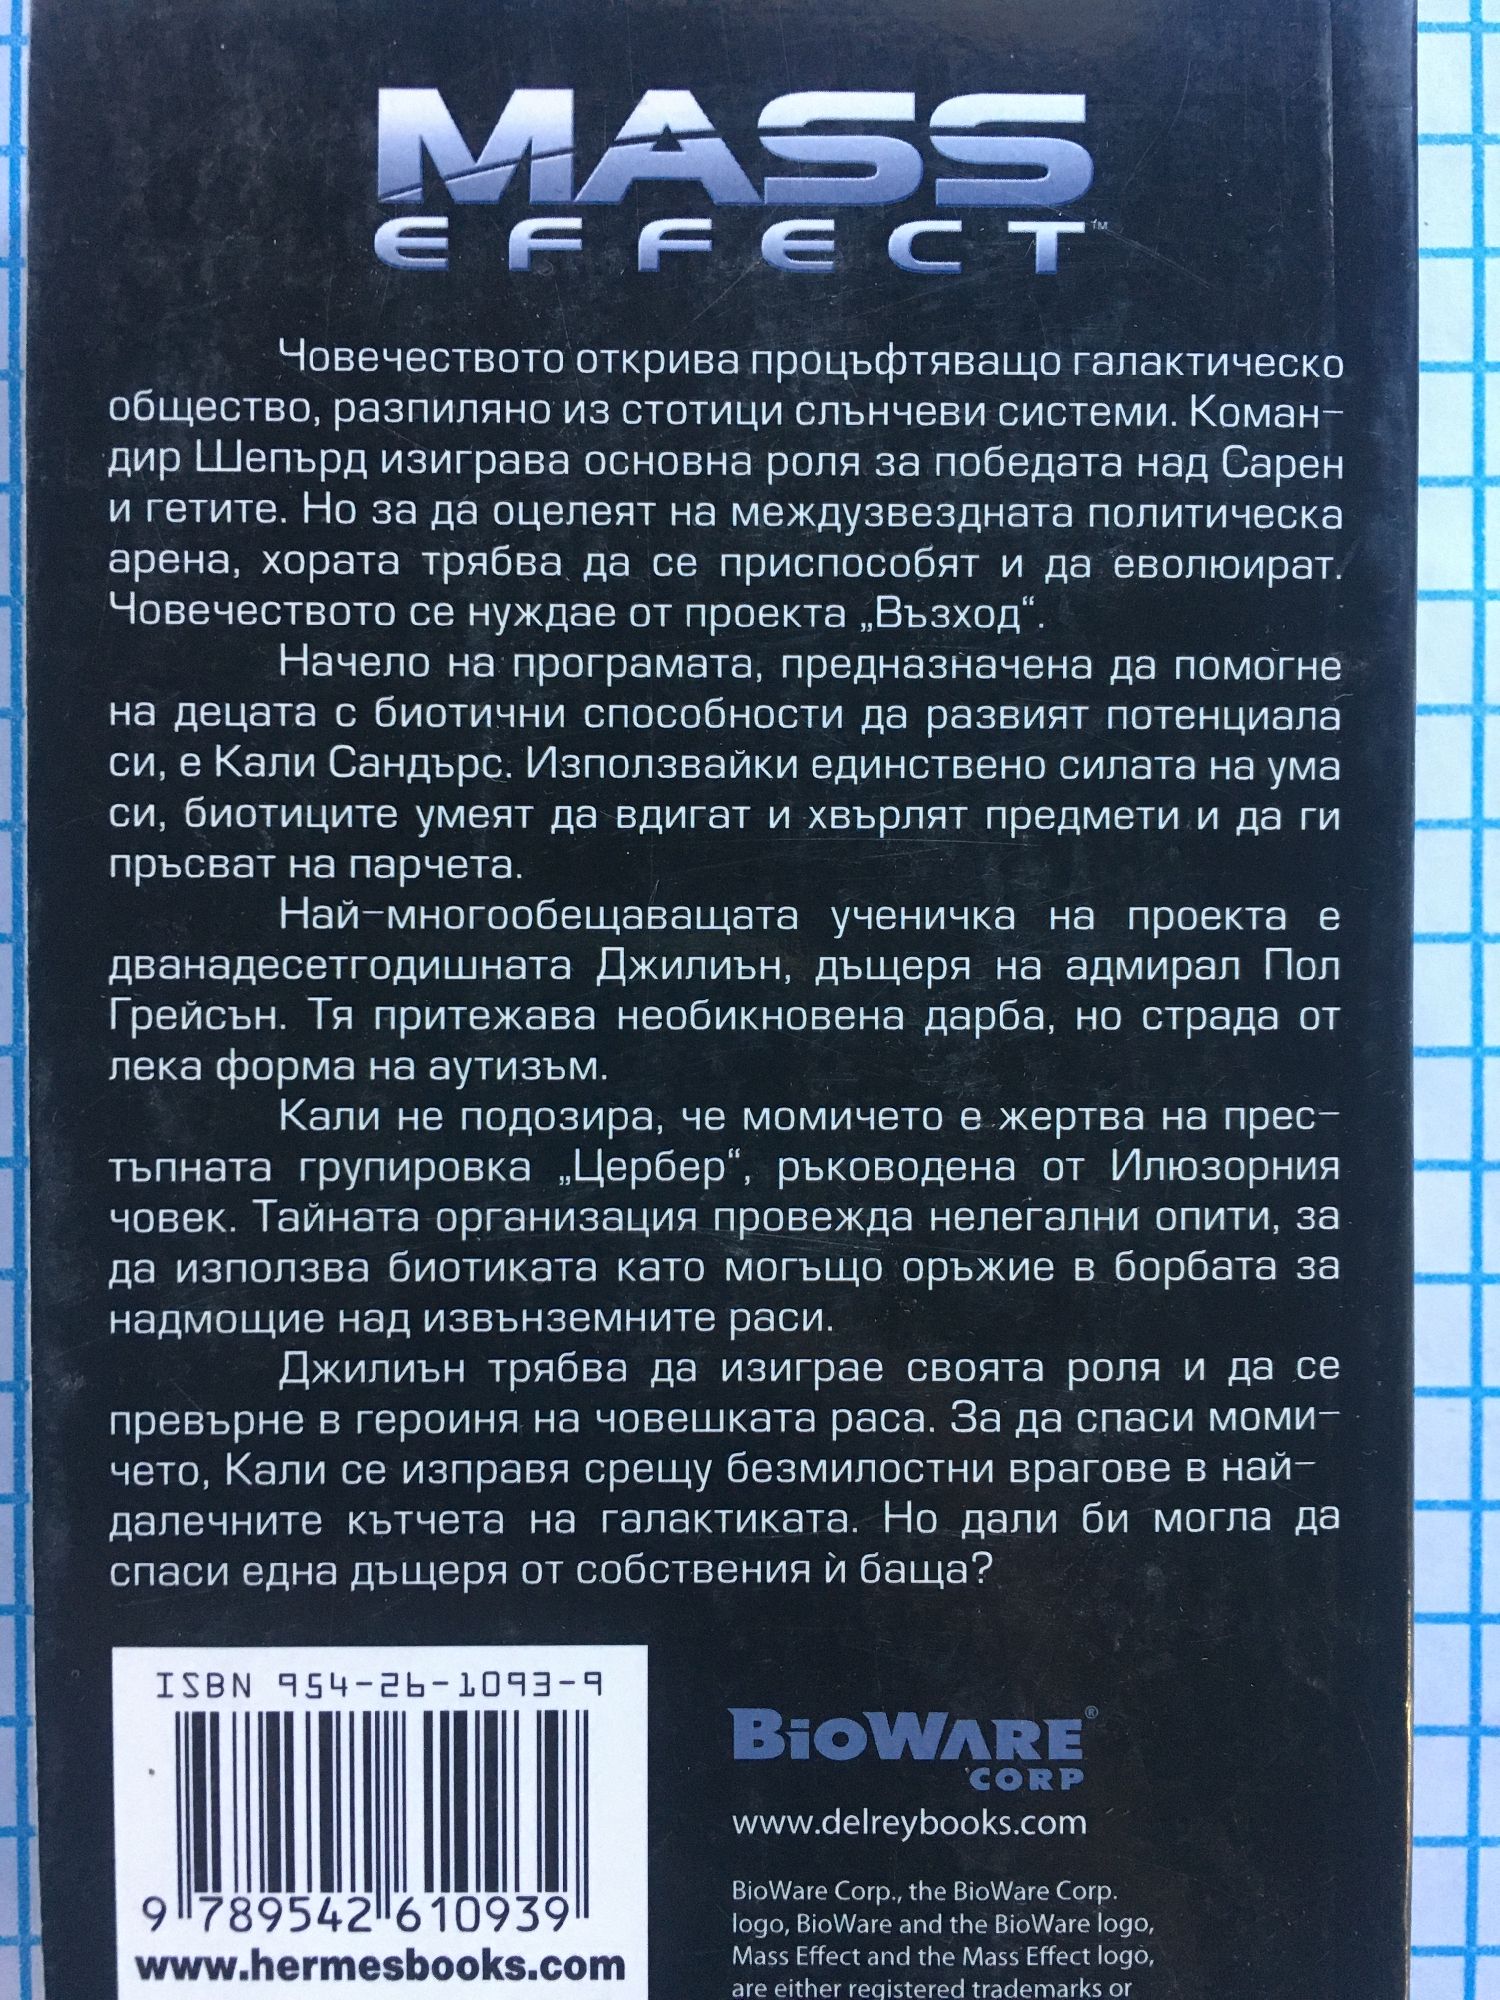 MASS
EFFECT™
Човечеството открива процъфтяващо галактическо
общество, разпиляно из стотици слънчеви системи. Коман-
дир Шепърд изиграва основна роля за победата над Сарен
и гетите. Но за да оцелеят на междузвездната политическа
арена, хората трябва да се приспособят и да еволюират.
Човечеството се нуждае от проекта „Възход“.
Начело на програмата, предназначена да помогне
на децата с биотични способности да развият потенциала
си, е Кали Сандърс. Използвайки единствено силата на ума
си, биотиците умеят да вдигат и хвърлят предмети и да ги
пръсват на парчета.
Най-многообещаващата ученичка на проекта е
дванадесетгодишната Джилиън, дъщеря на адмирал Пол
Грейсън. Тя притежава необикновена дарба, но страда от
лека форма на аутизъм.
Кали не подозира, че момичето е жертва на прес-
тъпната групировка „Цербер“, ръководена от Илюзорния
човек. Тайната организация провежда нелегални опити, за
да използва биотиката като могъщо оръжие в борбата за
надмощие над извънземните раси.
Джилиън трябва да изиграе своята роля и да се
превърне в героиня на човешката раса. За да спаси моми-
чето, Кали се изправя срещу безмилостни врагове в най-
далечните кътчета на галактиката. Но дали би могла да
спаси една дъщеря от собствения ѝ баща?
ISBN 954-26-1093-9
9 789542 610939
www.hermesbooks.com
BIOWARE®
CORP
www.delreybooks.com
BioWare Corp., the BioWare Corp.
logo, BioWare and the BioWare logo,
Mass Effect and the Mass Effect logo,
are either registered trademarks or